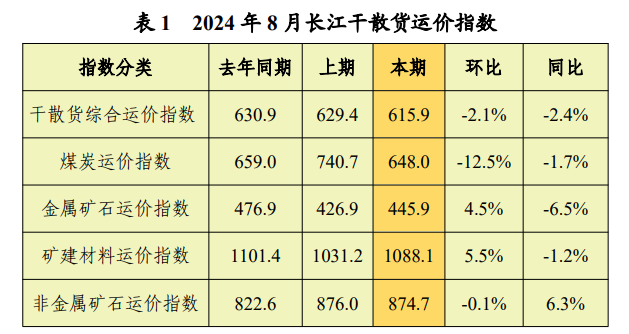 表 1 2024 年 8 月长江干散货运价指数
指数分类 去年同期 上期 本期 环比 同比
干散货综合运价指数 630.9 629.4 615.9 -2.1% -2.4%
煤炭运价指数 659.0 740.7 648.0 -12.5% -1.7%
金属矿石运价指数 476.9 426.9 445.9 4.5% -6.5%
矿建材料运价指数 1101.4 1031.2 1088.1 5.5% -1.2%
非金属矿石运价指数 822.6 876.0 874.7 -0.1% 6.3%